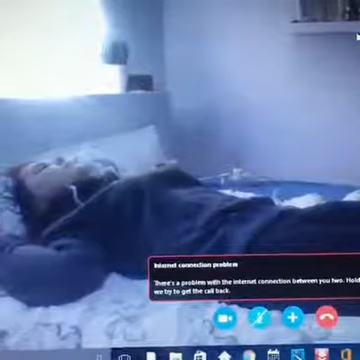 Internet connection problem
There's a problem with the internet connection between you two. Hold
we try to get the call back.